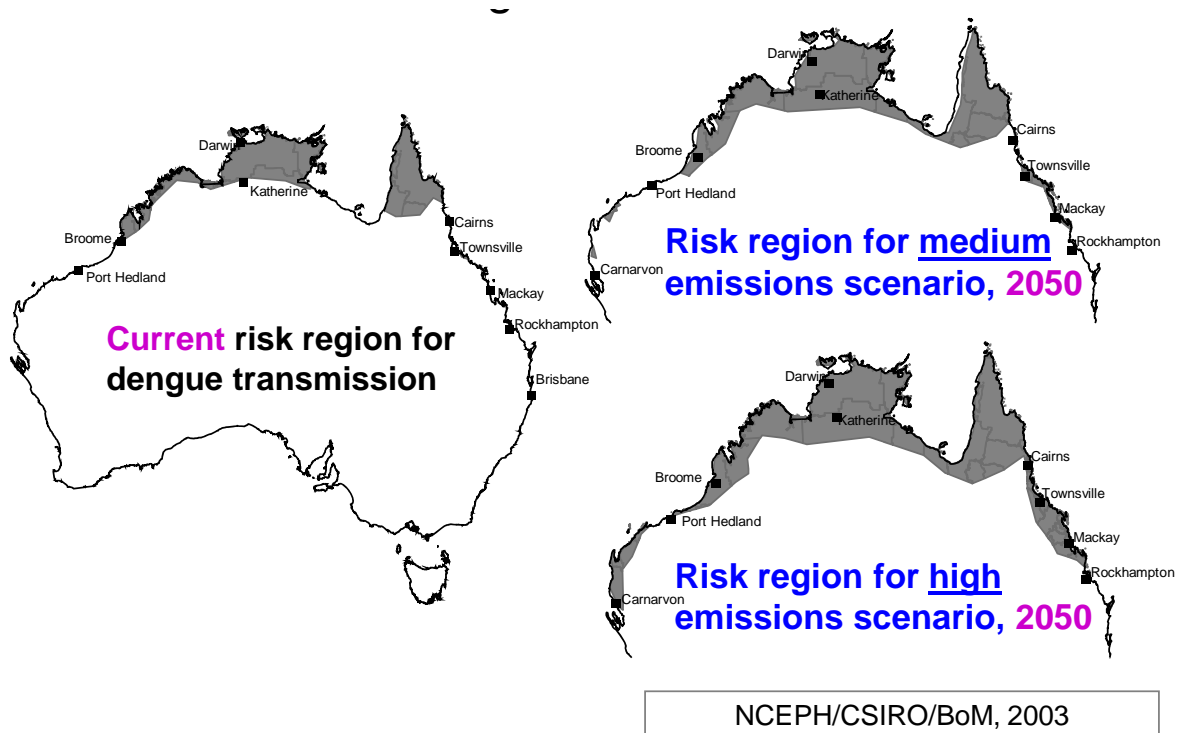 Darwin
Katherine
Broome
Port Hedland
Cairns
Townsville
Mackay
Rockhampton
Brisbane
Current risk region for
dengue transmission
Darwin
Katherine
Broome
Port Hedland
Carnarvon
Cairns
Townsville
Mackay
Rockhampton
Risk region for medium
emissions scenario, 2050
Darwin
Katherine
Broome
Port Hedland
Carnarvon
Cairns
Townsville
Mackay
Rockhampton
Risk region for high
emissions scenario, 2050
NCEPH/CSIRO/BoM, 2003